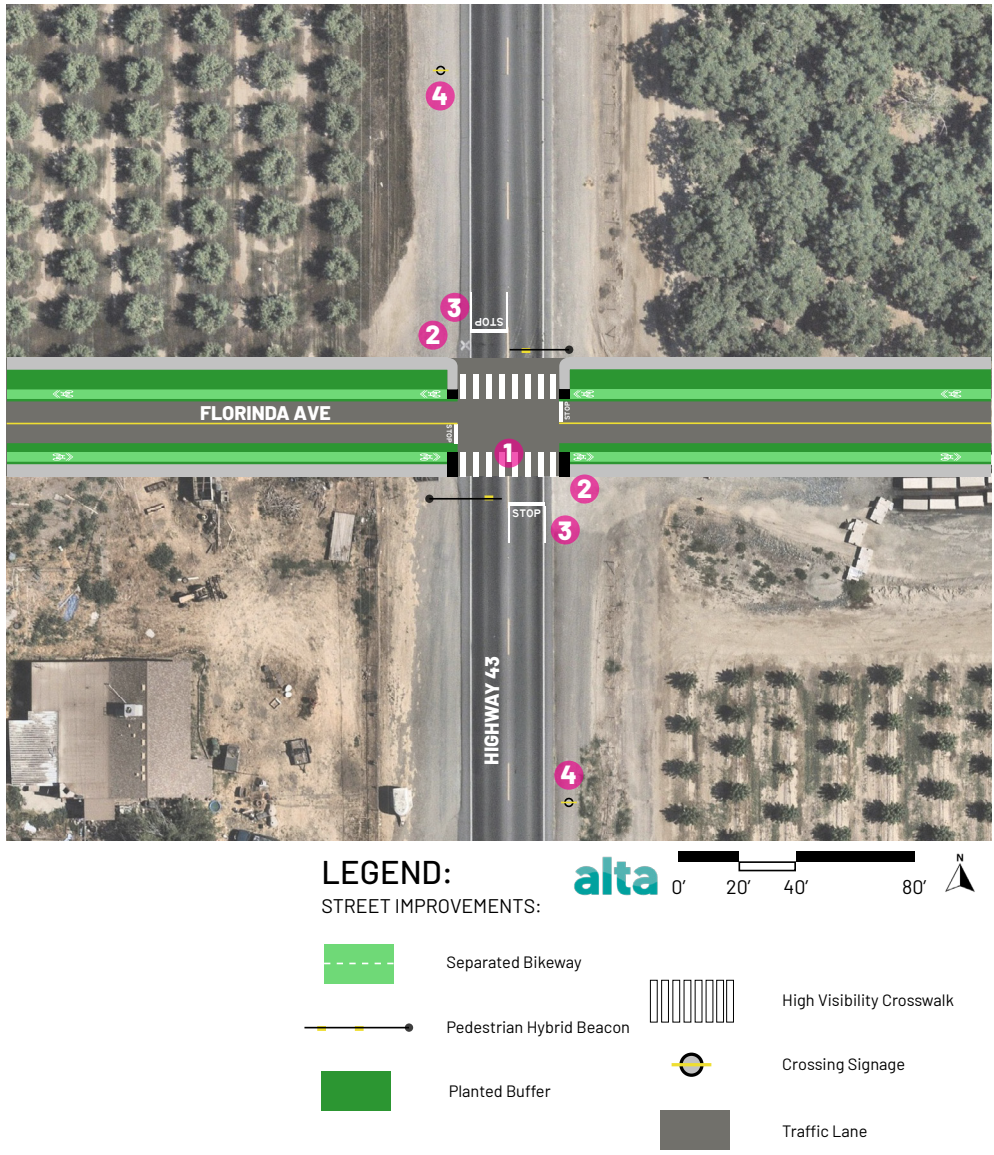 4
3
2
STOP
FLORINDA AVE
STOP
STOP
1
2
STOP
3
HIGHWAY 43
4
LEGEND:
STREET IMPROVEMENTS:
alta
0' 20' 40' 80'
N
Separated Bikeway
Pedestrian Hybrid Beacon
Planted Buffer
High Visibility Crosswalk
Crossing Signage
Traffic Lane